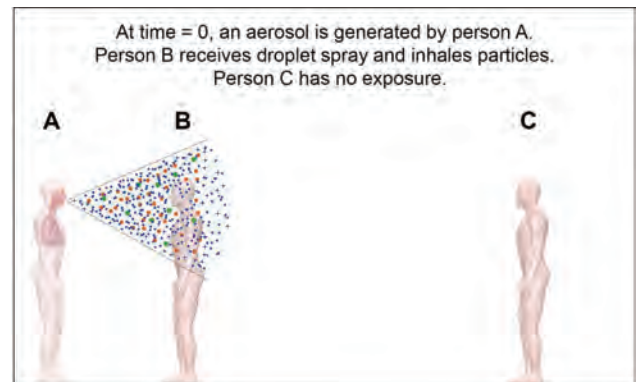 At time = 0, an aerosol is generated by person A.
Person B receives droplet spray and inhales particles.
Person C has no exposure.
A B C